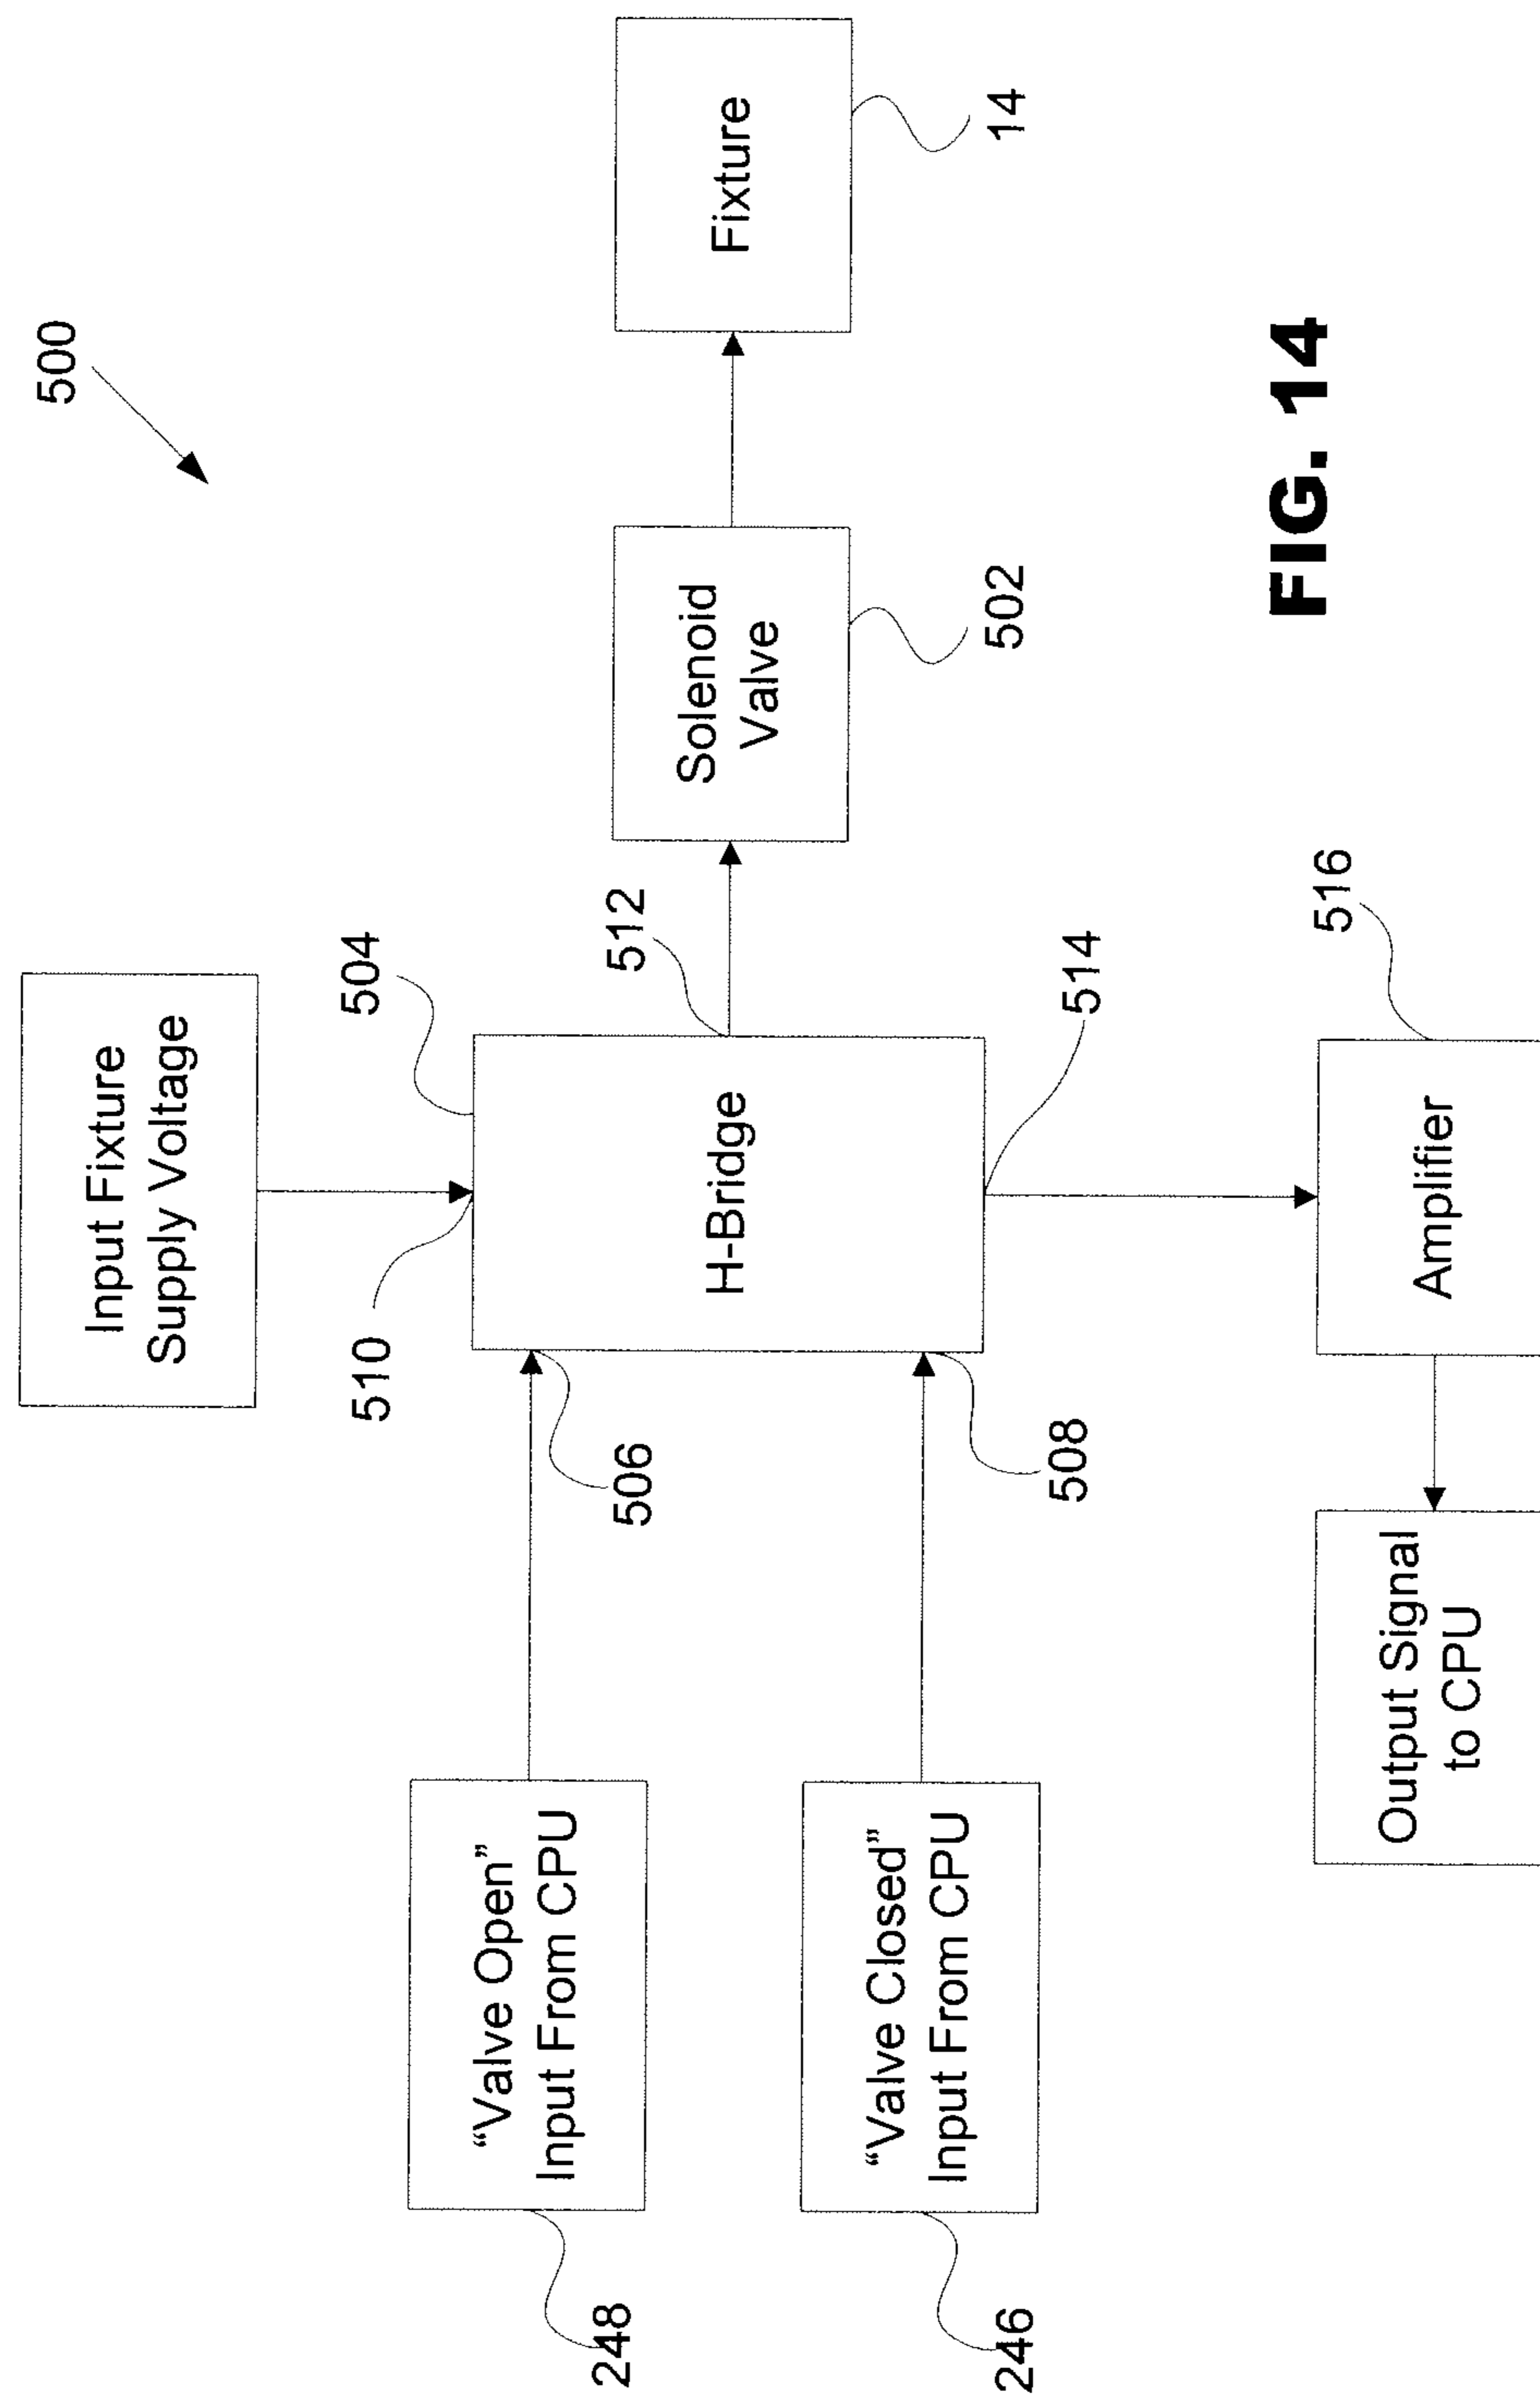 500
Input Fixture
Supply Voltage
504
510
512
"Valve Open"
Input From CPU
248
506
H-Bridge
Solenoid
Valve
502
Fixture
14
"Valve Closed"
Input From CPU
246
508
514
516
Output Signal
to CPU
Amplifier
FIG. 14